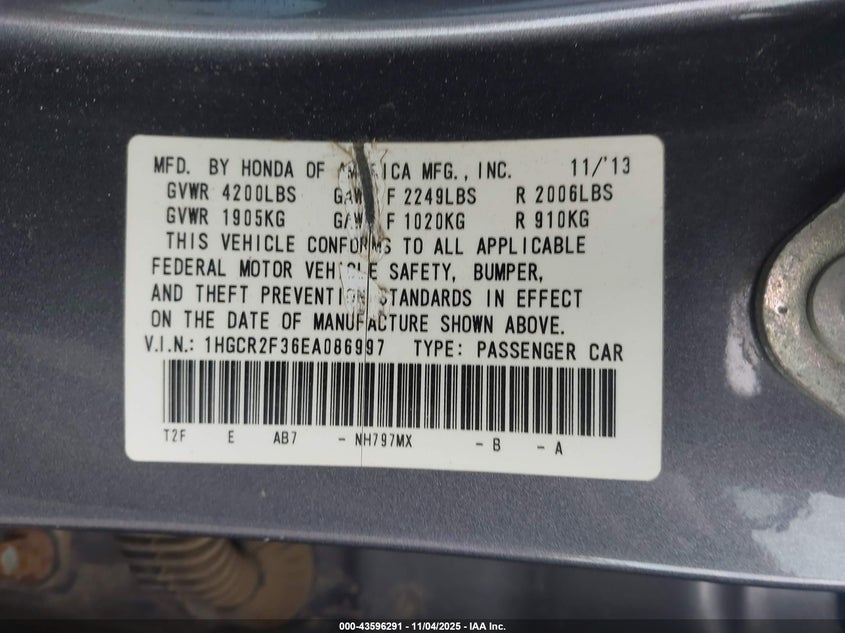 MFD. BY HONDA OF AMERICA MFG., INC. 11/'13
GVWR 4200LBS GAWR F 2249LBS R 2006LBS
GVWR 1905KG GAWR F 1020KG R 910KG
THIS VEHICLE CONFORMS TO ALL APPLICABLE
FEDERAL MOTOR VEHICLE SAFETY, BUMPER,
AND THEFT PREVENTION STANDARDS IN EFFECT
ON THE DATE OF MANUFACTURE SHOWN ABOVE.
V.I.N.: 1HGCR2F36EA086997 TYPE: PASSENGER CAR
T2F E AB7 - NH797MX - B - A
000-43596291 - 11/04/2025 - IAA Inc.